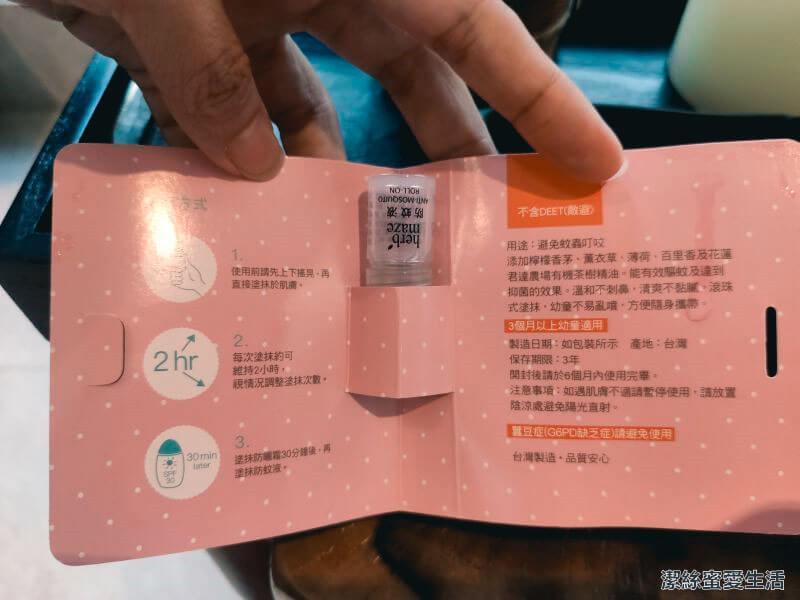 方式
1.
使用前請先上下搖晃，再
直接塗抹於肌膚。
2 hr
2.
每次塗抹約可
維持2小時，
視情況調整塗抹次數。
30 min
later
SPF
30
3.
塗抹防曬霜30分鐘後，再
塗抹防蚊液。
herb
maze
防蚊液
ANTI-MOSQUITO
ROLL-ON
不含DEET(敵避)
用途：避免蚊蟲叮咬
添加檸檬香茅、薰衣草、薄荷、百里香及花蓮
君達農場有機茶樹精油。能有效驅蚊及達到
抑菌的效果。溫和不刺鼻，清爽不黏膩，滾珠
式塗抹，幼童不易亂噴，方便隨身攜帶。
3個月以上幼童適用
製造日期：如包裝所示　產地：台灣
保存期限：3年
開封後請於6個月內使用完畢。
注意事項：如遇肌膚不適請暫停使用，請放置
陰涼處避免陽光直射。
蠶豆症(G6PD缺乏症)請避免使用
台灣製造・品質安心
潔絲蜜愛生活